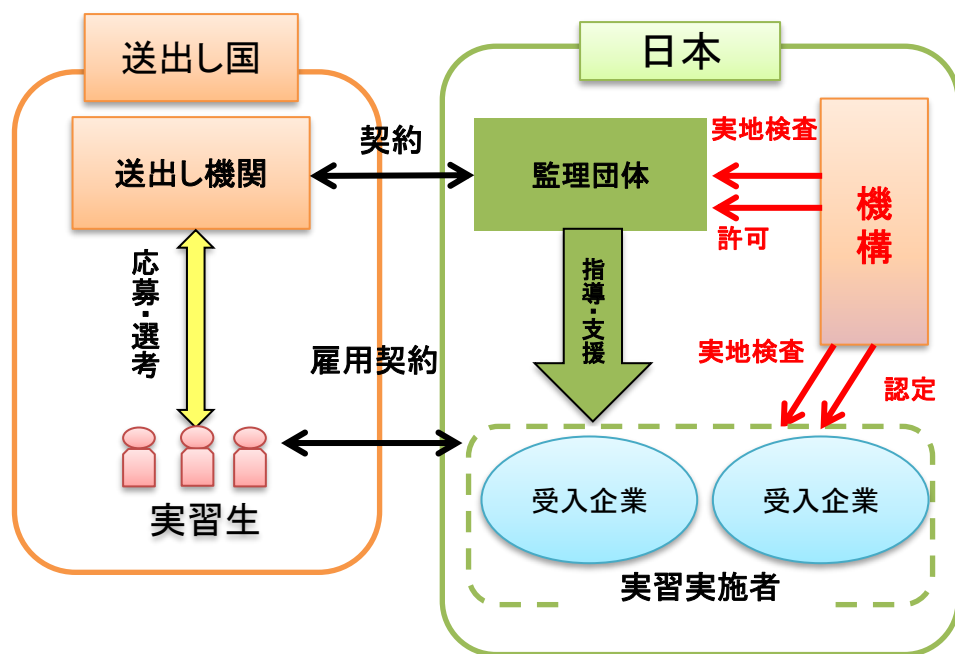 送出し国
日本
送出し機関
契約
監理団体
実地検査
許可
機構
応募・選考
指導・支援
雇用契約
実地検査
認定
実習生
受入企業
受入企業
実習実施者